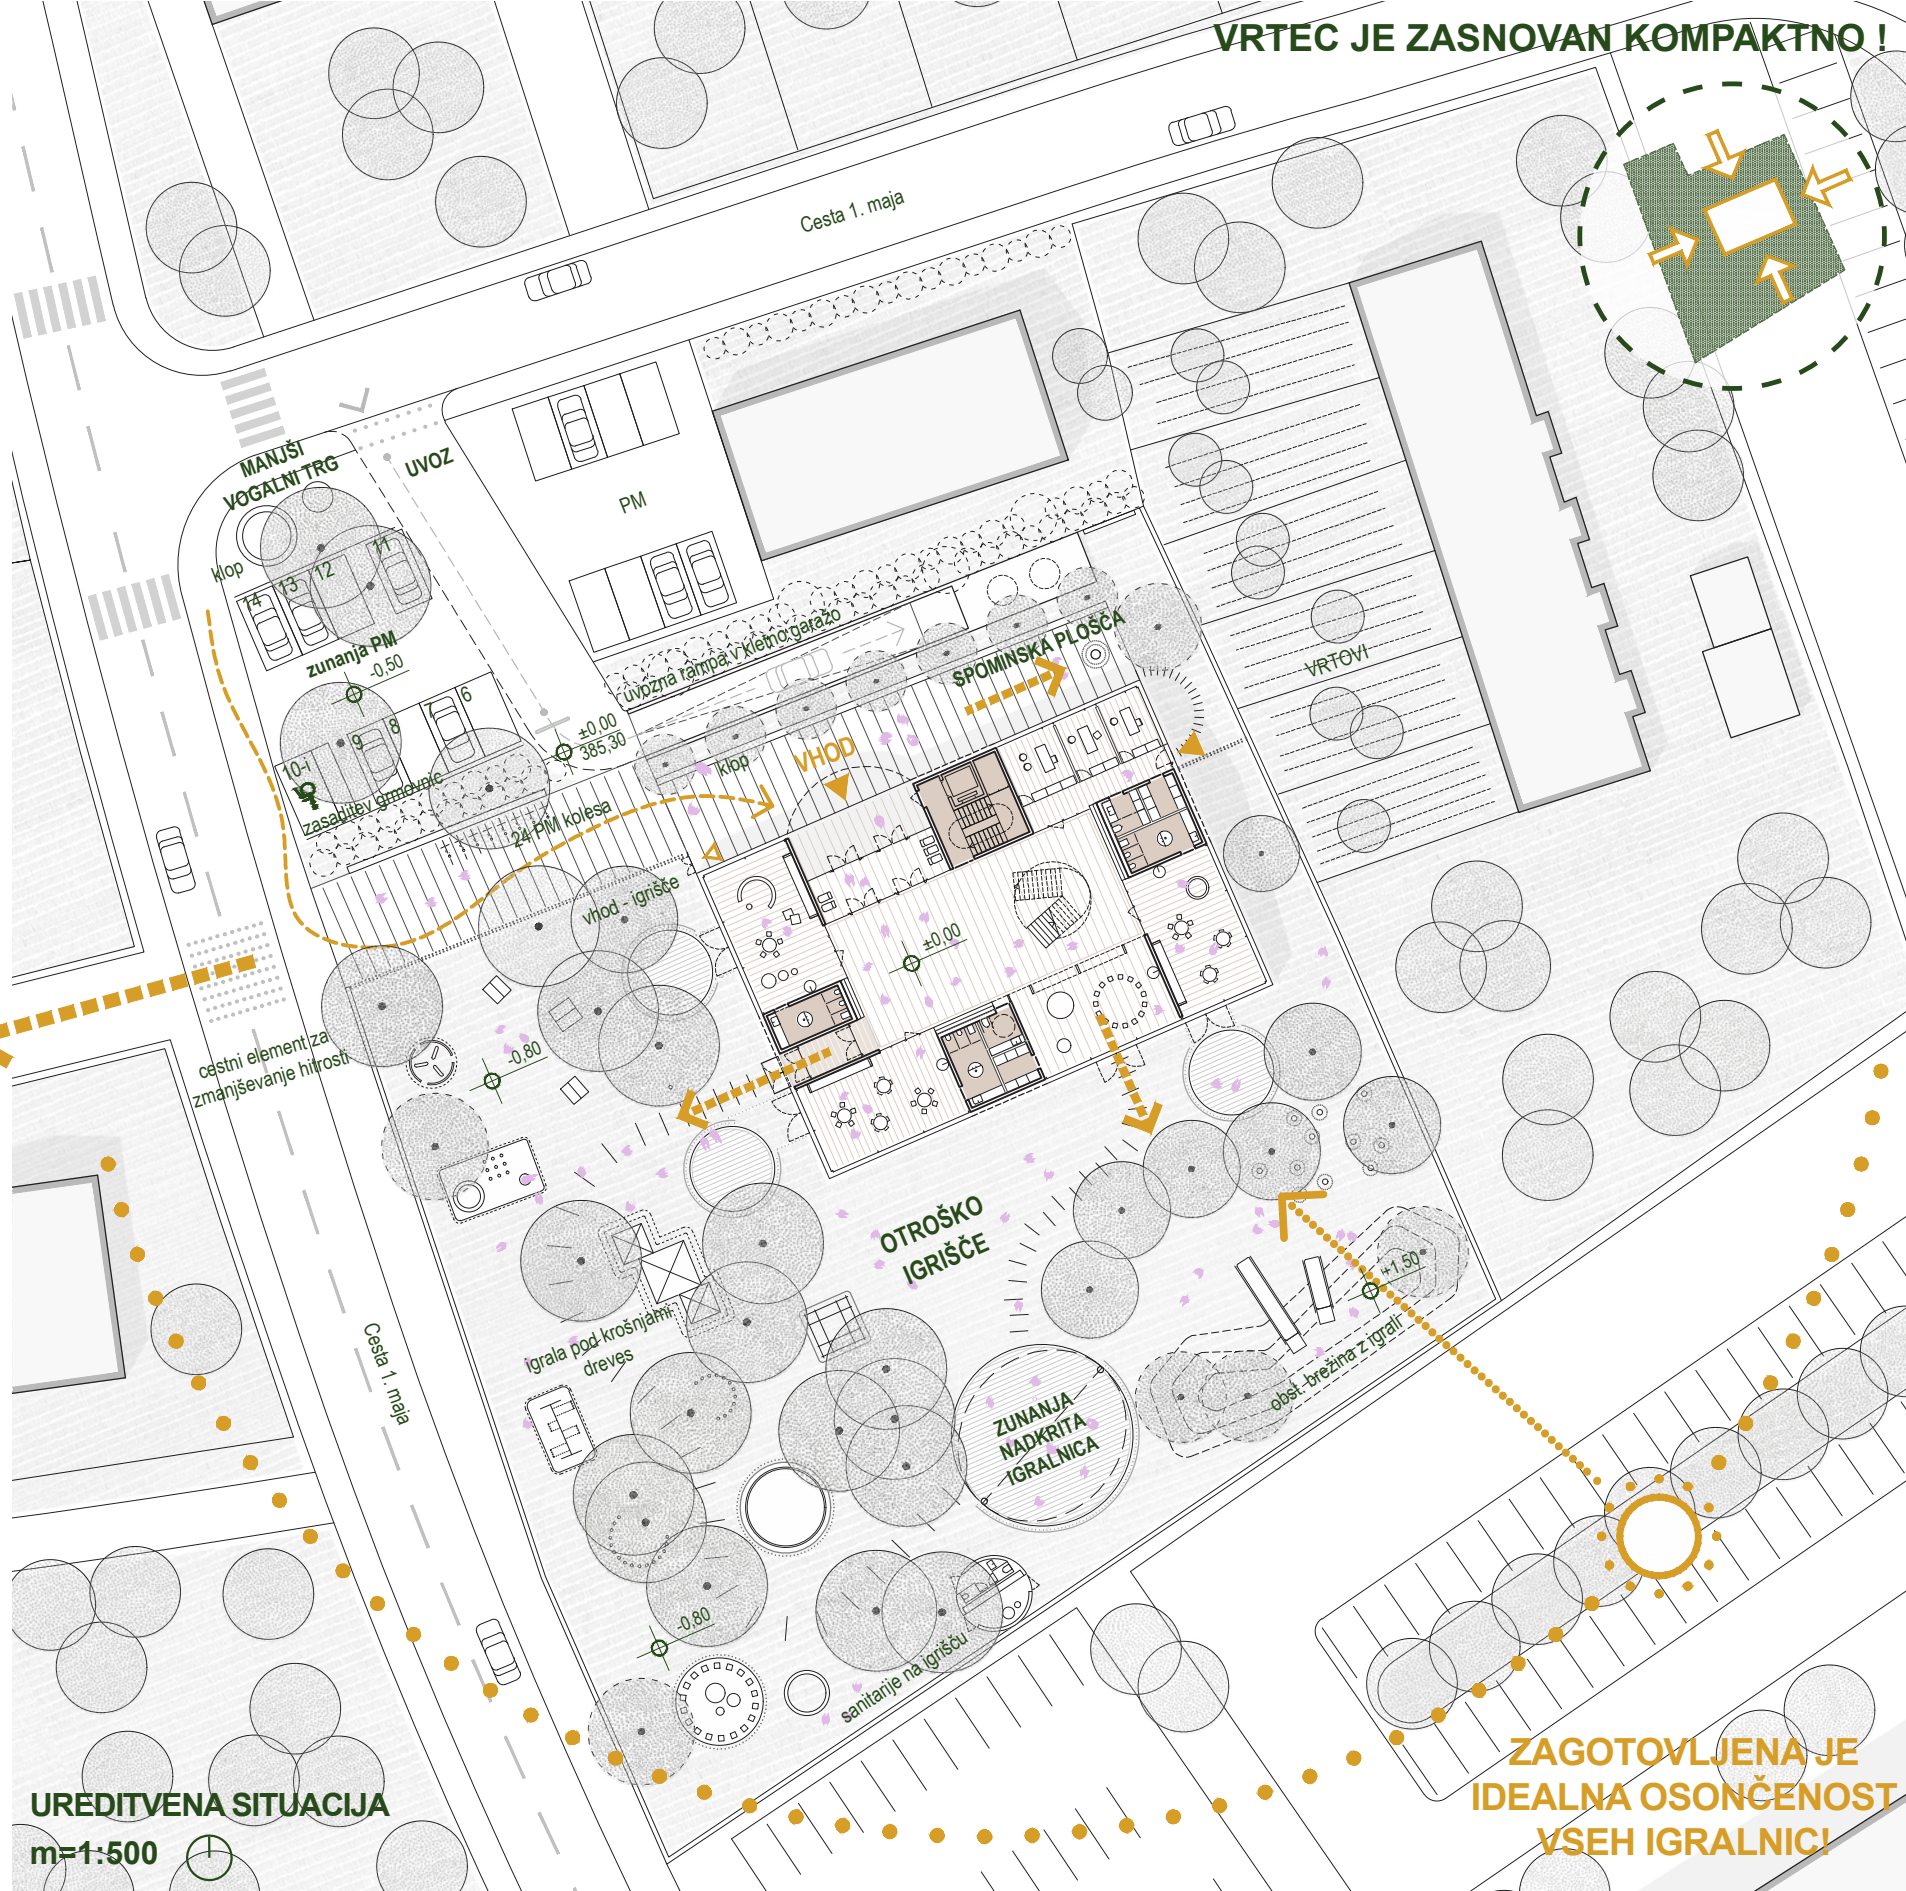 VRTEC JE ZASNOVAN KOMPAKTNO !
Cesta 1. maja
MANJŠI
VOGALNI TRG
UVOZ
PM
klop
11
12
13
14
zunanja PM
-0,50
uvozna rampa v kletno garažo
SPOMINSKA PLOŠČA
VRTOVI
6
7
8
9
10-i
±0,00
385,30
klop
VHOD
zasaditev grmovnic
24 PM kolesa
vhod - igrišče
±0,00
cestni element za
zmanjševanje hitrosti
-0,80
OTROŠKO
IGRIŠČE
+1,50
Cesta 1. maja
igrala pod krošnjami
dreves
obst. brežina z igrali
ZUNANJA
NADKRITA
IGRALNICA
-0,80
sanitarije na igrišču
ZAGOTOVLJENA JE
IDEALNA OSONČENOST
VSEH IGRALNIC!
UREDITVENA SITUACIJA
m=1:500